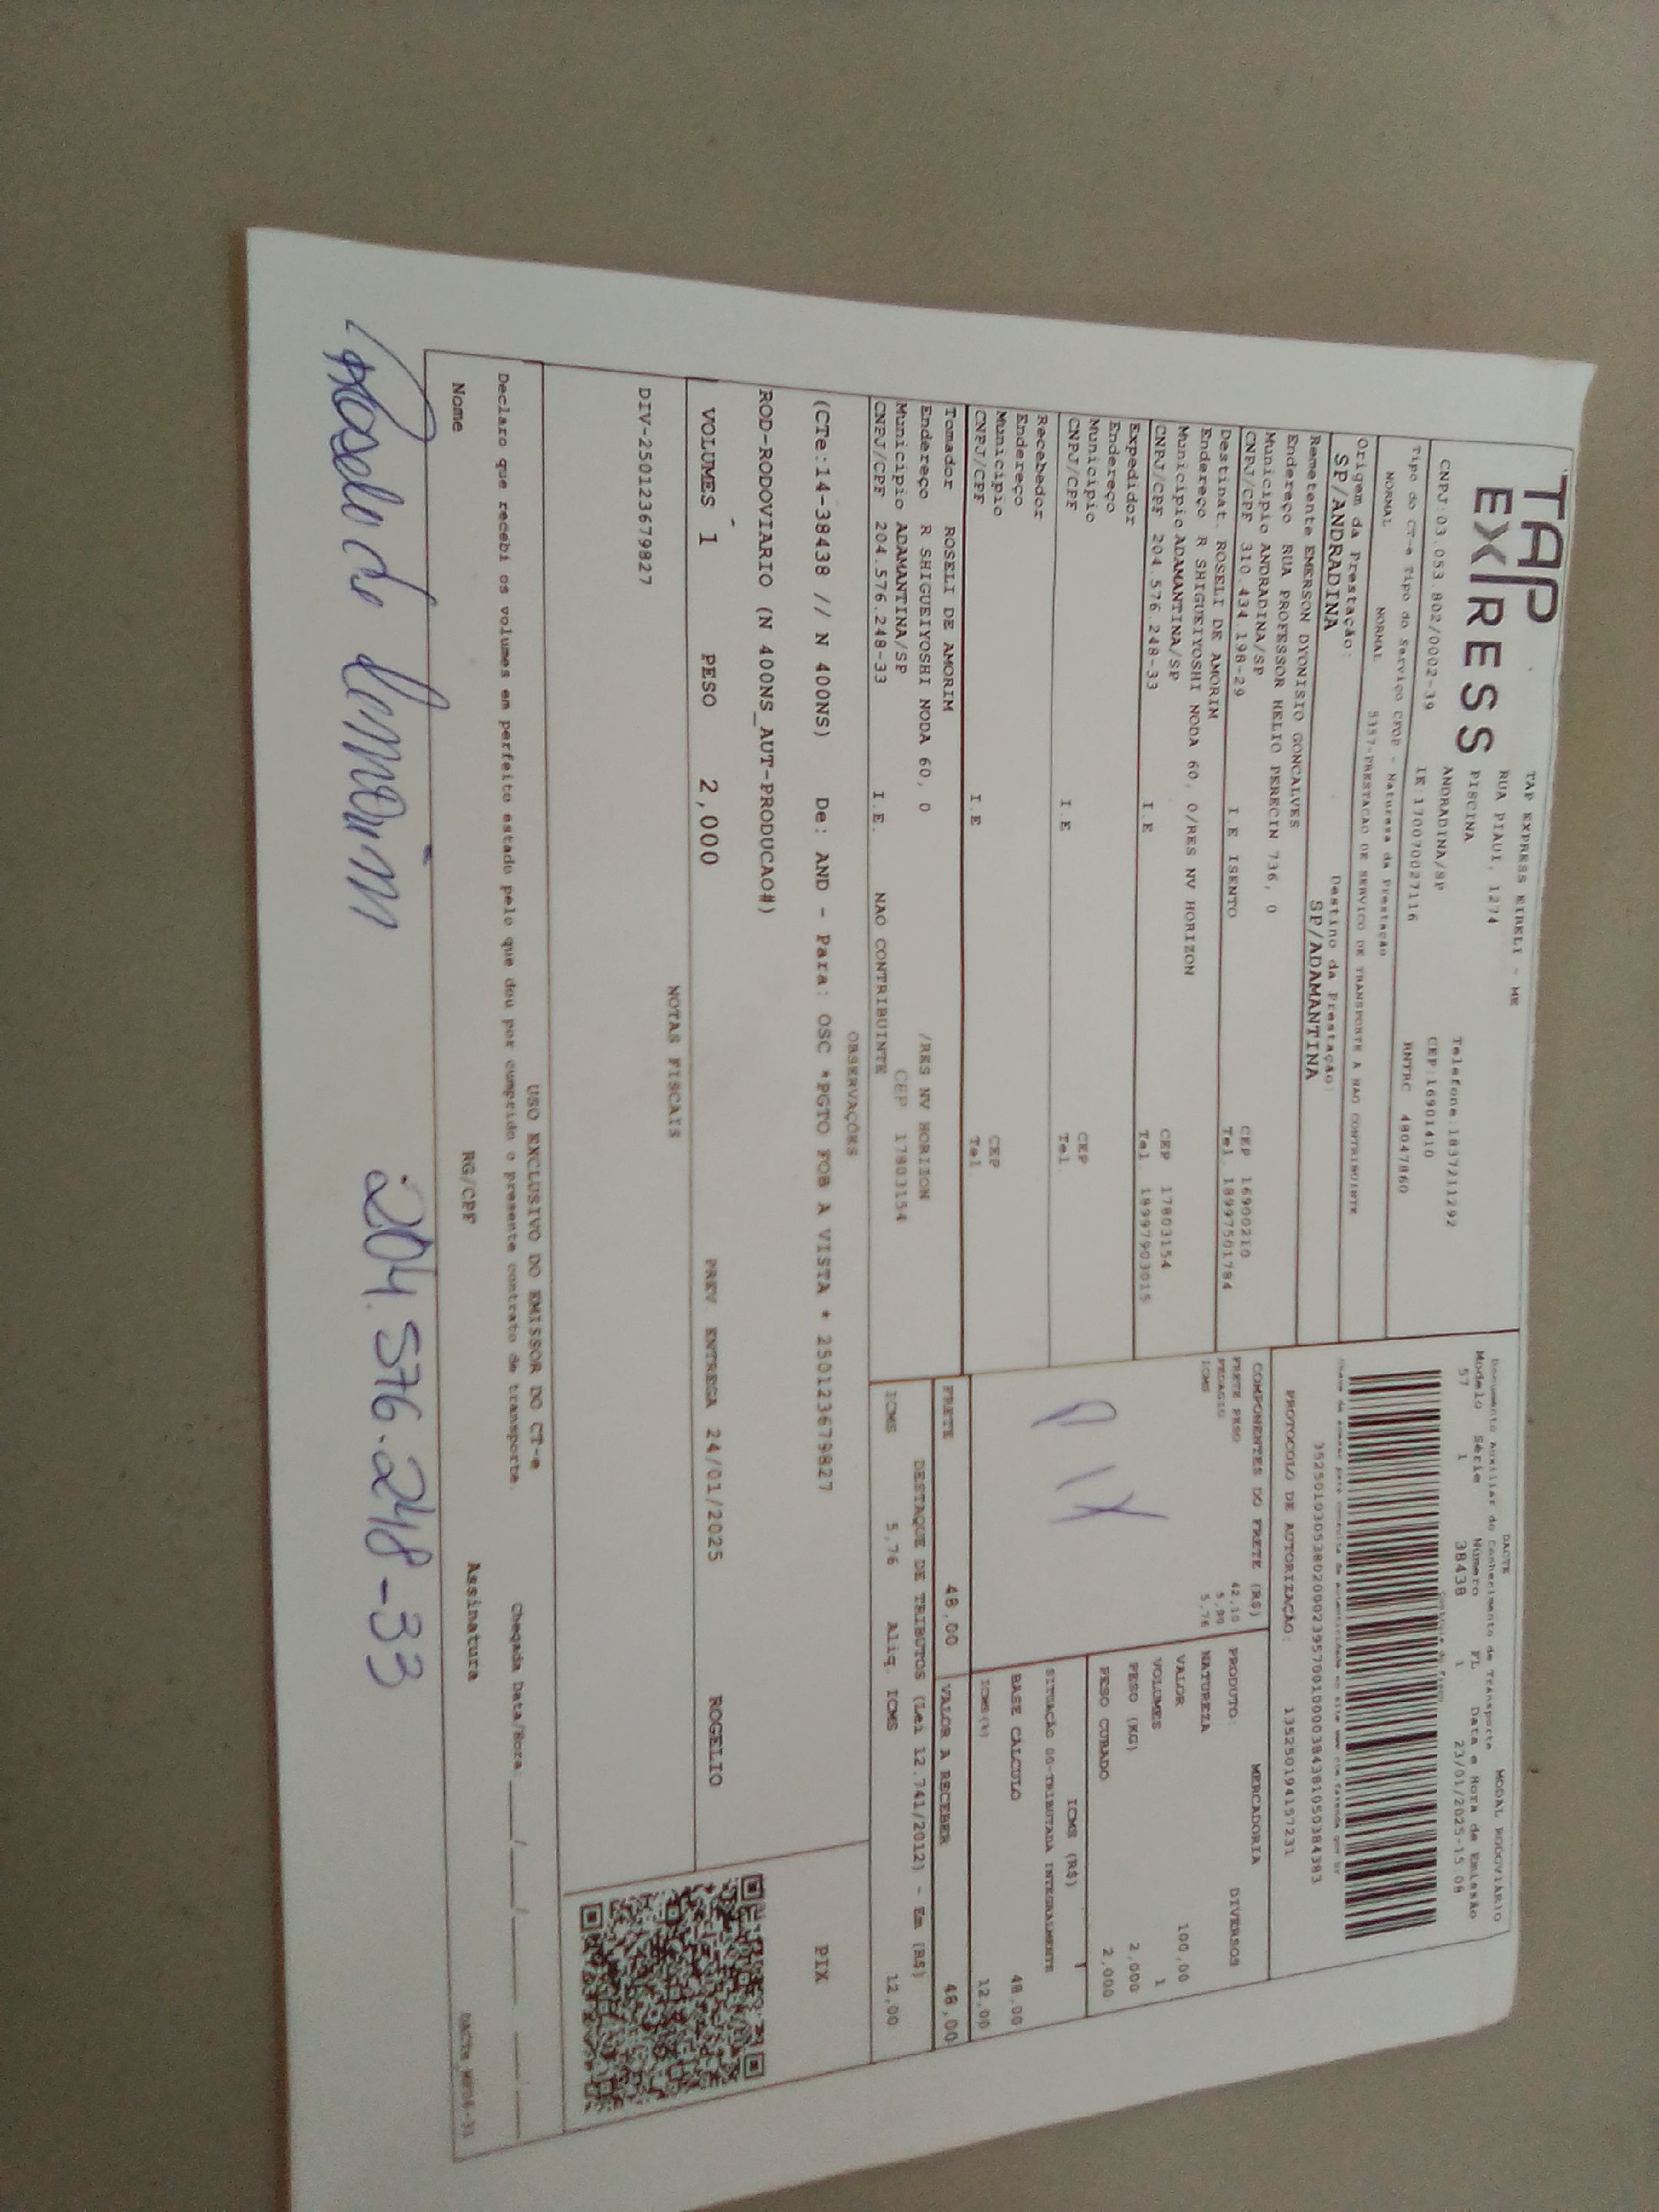 TAP
EXPRESS
TAP EXPRESS EIRELI - ME
RUA PIAUI, 1274
PISCINA
ANDRADINA/SP
Telefone:1837211292
CEP:16901410
CNPJ:03.053.802/0002-39 IE:170070027116 RNTRC 48047860
Tipo do CT-e Tipo do Serviço CFOP - Natureza da Prestação
NORMAL NORMAL 5357-PRESTACAO DE SERVICO DE TRANSPORTE A NAO CONTRIBUINTE
Origem da Prestação: Destino da Prestação:
SP/ANDRADINA SP/ADAMANTINA
Remetente EMERSON DYONISIO GONCALVES
Endereço RUA PROFESSOR HELIO PERECIN 736, 0
Municipio ANDRADINA/SP CEP 16900210
CNPJ/CPF 310.434.198-29 I.E ISENTO Tel. 18997501784
Destinat. ROSELI DE AMORIM
Endereço R SHIGUEIYOSHI NODA 60, 0/RES NV HORIZON
Municipio ADAMANTINA/SP CEP 17803154
CNPJ/CPF 204.576.248-33 I.E Tel. 18997903015
Expedidor
Endereço
Municipio CEP
CNPJ/CPF I.E Tel.
Recebedor
Endereço
Municipio CEP
CNPJ/CPF I.E Tel
Tomador ROSELI DE AMORIM
Endereço R SHIGUEIYOSHI NODA 60, 0 /RES NV HORIZON
Municipio ADAMANTINA/SP CEP 17803154
CNPJ/CPF 204.576.248-33 I.E. NAO CONTRIBUINTE
DACTE MODAL RODOVIÁRIO
Documento Auxiliar do Conhecimento de Transporte
Modelo Série Número FL Data e Hora de Emissão
57 1 38438 1 23/01/2025-15 08
Controle do Fisco
PROTOCOLO DE AUTORIZAÇÃO: 135250194157231
COMPONENTES DO FRETE (R$)
FRETE PESO 42,10
PEDAGIO 5,90
ICMS 5,76
PIX
PRODUTO: MERCADORIA
NATUREZA DIVERSOS
VALOR 100,00
VOLUMES 1
PESO (KG) 2,000
PESO CUBADO 2,000
ICMS (R$)
SITUAÇÃO 00-TRIBUTADA INTEGRALMENTE
BASE CALCULO 48,00
ICMS(%) 12,00
FRETE 48,00 VALOR A RECEBER 48,00
DESTAQUE DE TRIBUTOS (Lei 12.741/2012) - Em (R$)
ICMS 5,76 Aliq. ICMS 12,00
OBSERVAÇÕES
(CTe:14-38438 // N 400NS) De: AND - Para: OSC *PGTO FOB A VISTA * 250123679827
ROD-RODOVIARIO (N 400NS_AUT-PRODUCAO#)
PIX
VOLUMES 1 PESO 2,000 PREV ENTREGA 24/01/2025 ROGELIO
NOTAS FISCAIS
DIV-250123679827
USO EXCLUSIVO DO EMISSOR DO CT-e
Declaro que recebi os volumes em perfeito estado pelo que dou por cumprido o presente contrato de transporte. Chegada Data/Hora: ____/____/______ ____
Nome RG/CPF Assinatura
204.576.248-33